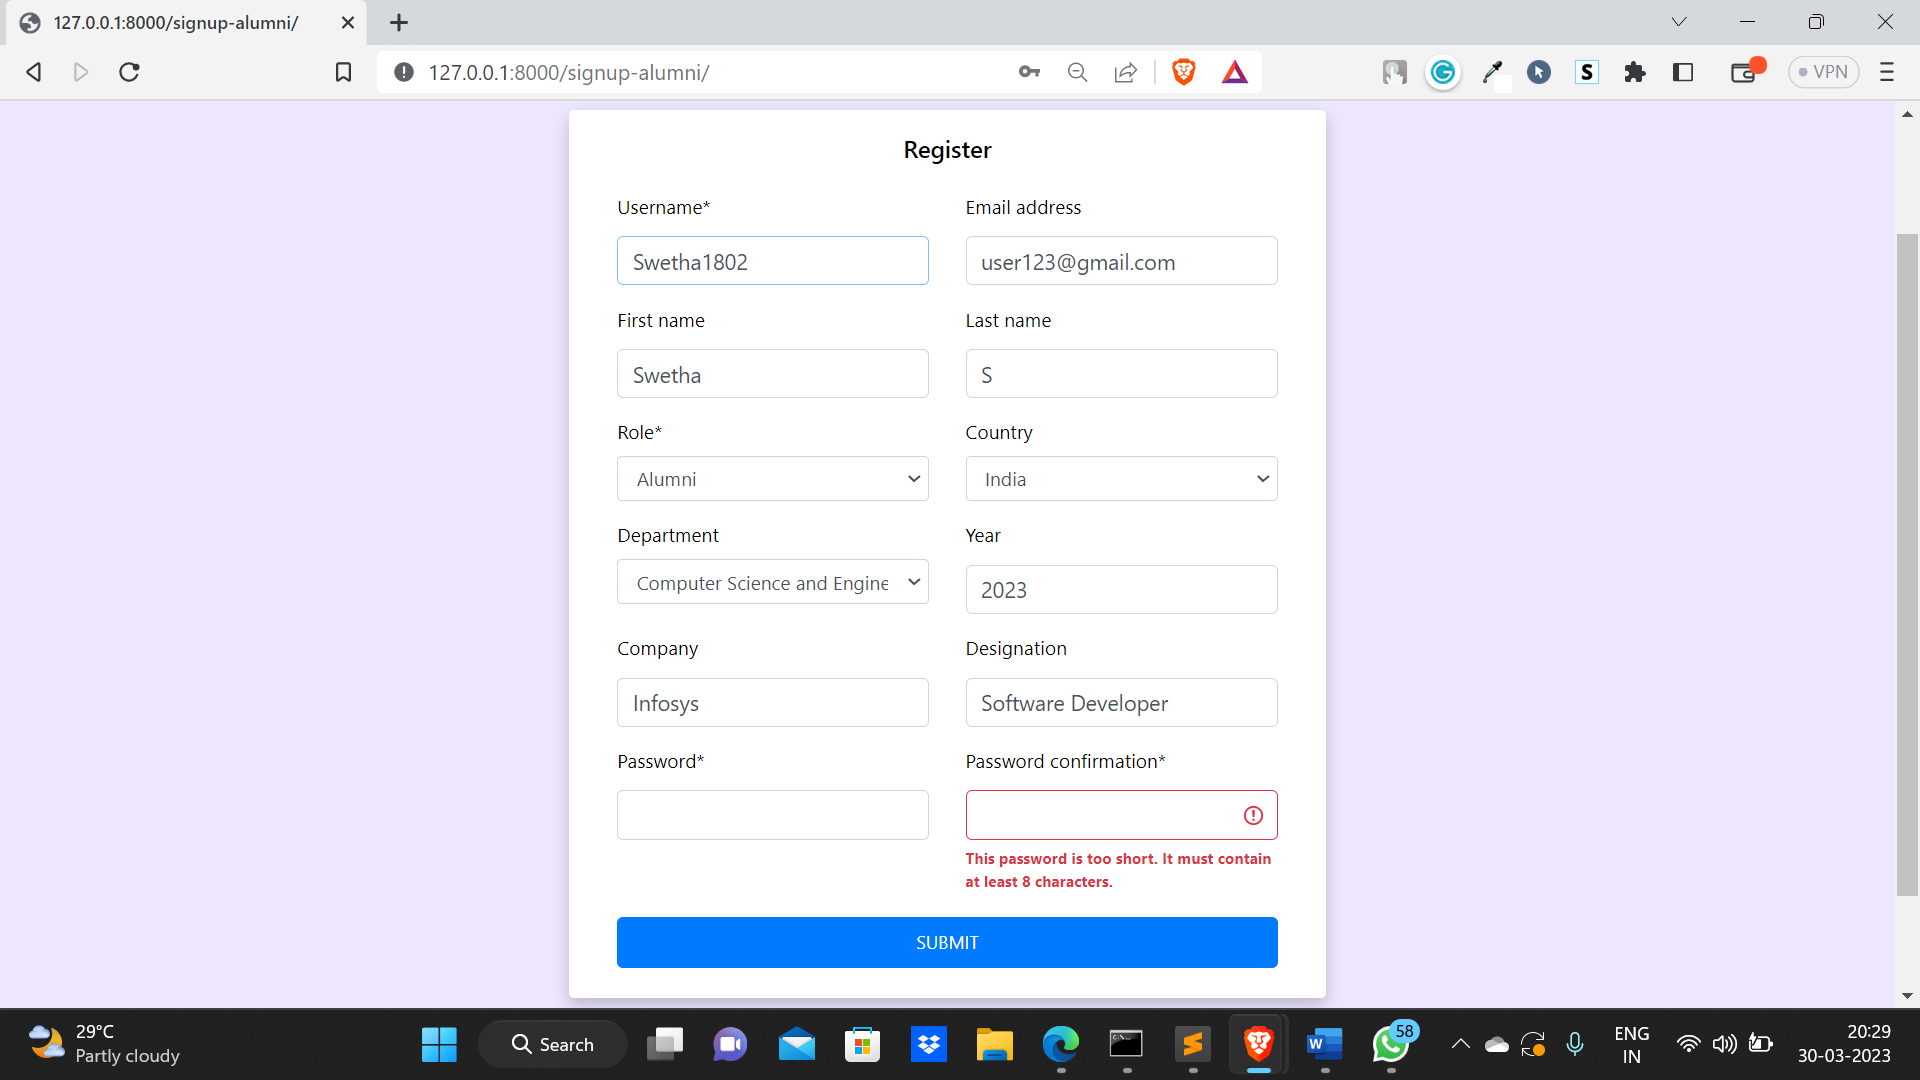 127.0.0.1:8000/signup-alumni/
127.0.0.1:8000/signup-alumni/
VPN
Register
Username*
Email address
Swetha1802
user123@gmail.com
First name
Last name
Swetha
S
Role*
Country
Alumni
India
Department
Year
Computer Science and Engine
2023
Company
Designation
Infosys
Software Developer
Password*
Password confirmation*
This password is too short. It must contain
at least 8 characters.
SUBMIT
29°C
Partly cloudy
Search
58
ENG
IN
20:29
30-03-2023